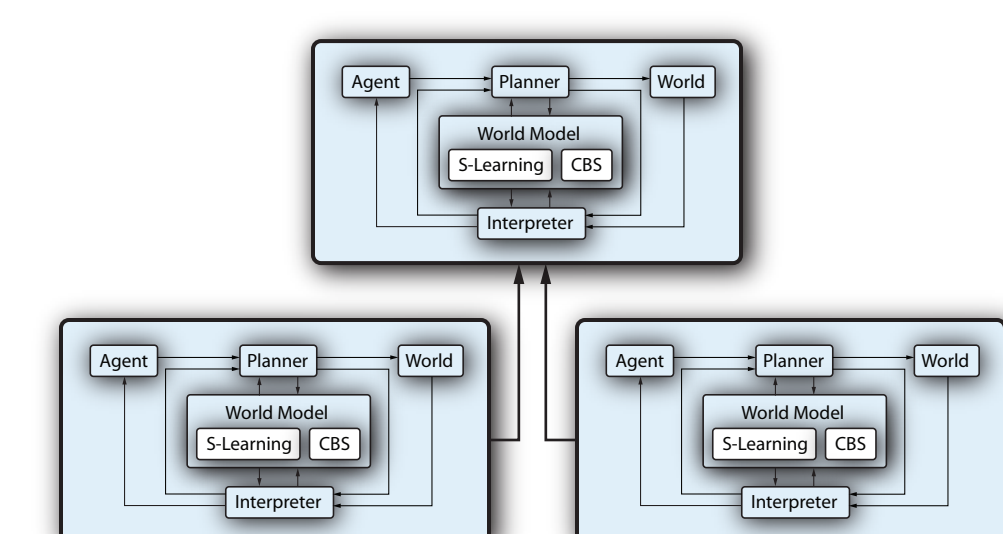 Agent Planner World
World Model
S-Learning CBS
Interpreter
Agent Planner World
World Model
S-Learning CBS
Interpreter
Agent Planner World
World Model
S-Learning CBS
Interpreter